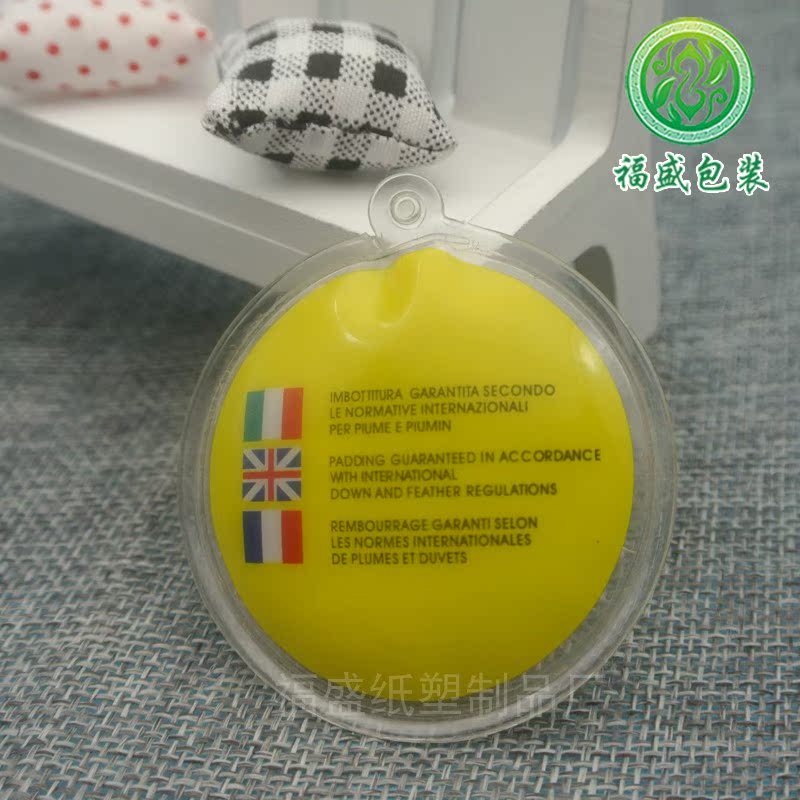 福盛包装
IMBOTTITURA GARANTITA SECONDO
LE NORMATIVE INTERNAZIONALI
PER PIUME E PIUMIN
PADDING GUARANTEED IN ACCORDANCE
WITH INTERNATIONAL
DOWN AND FEATHER REGULATIONS
REMBOURRAGE GARANTI SELON
LES NORMES INTERNATIONALES
DE PLUMES ET DUVETS
福盛纸塑制品厂